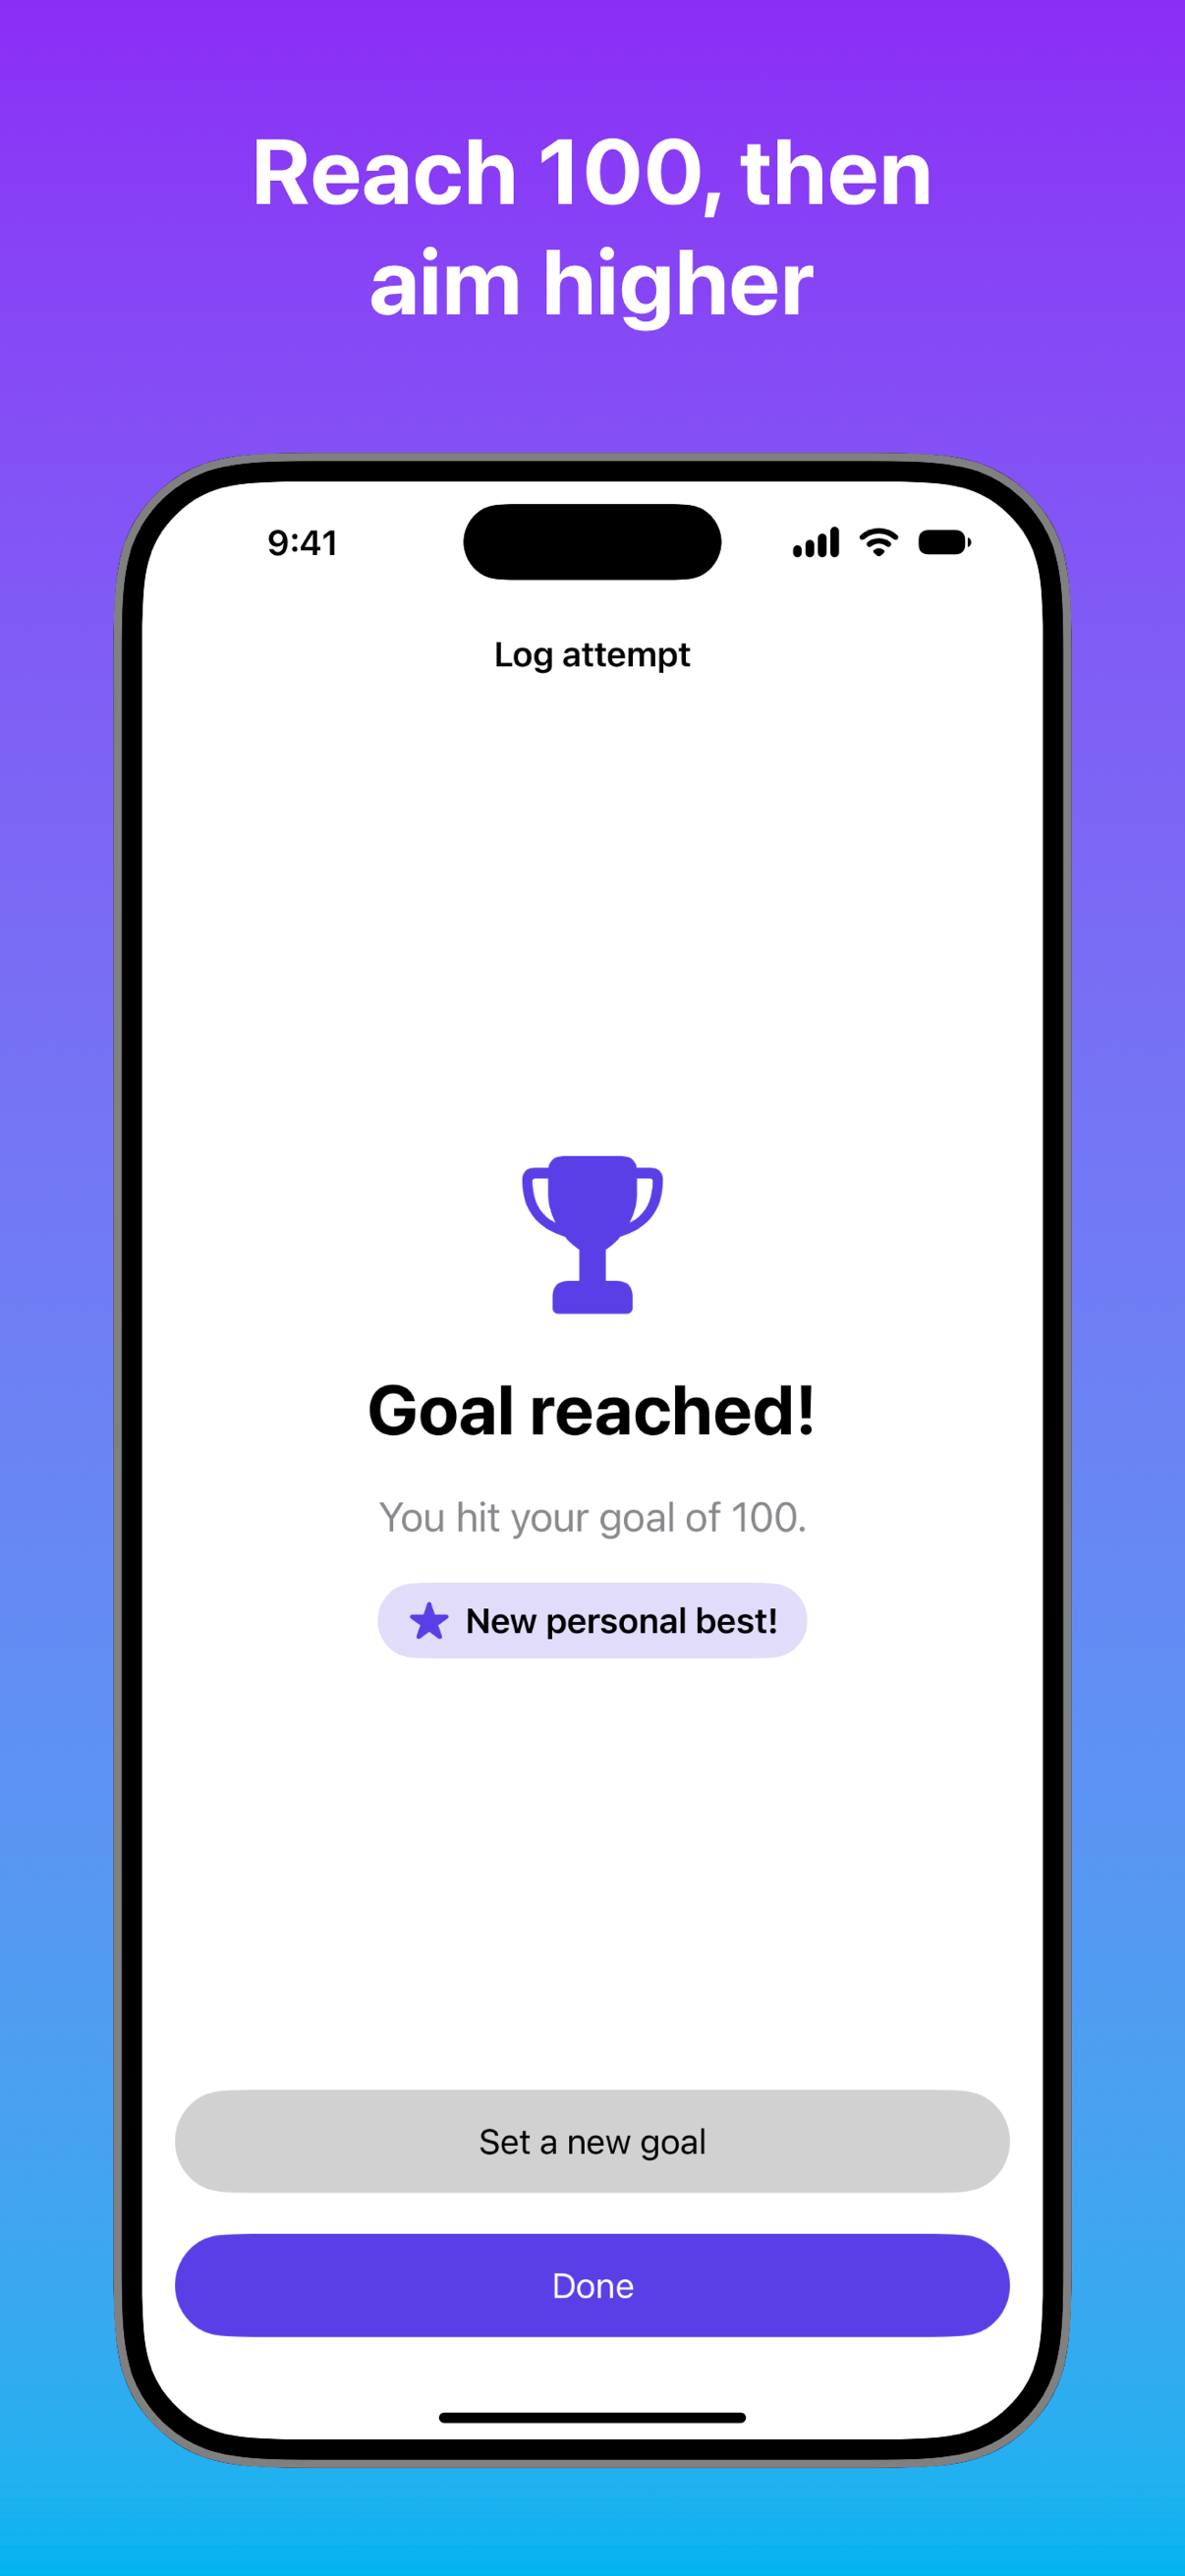 Reach 100, then
aim higher
9:41
Log attempt
Goal reached!
You hit your goal of 100.
New personal best!
Set a new goal
Done